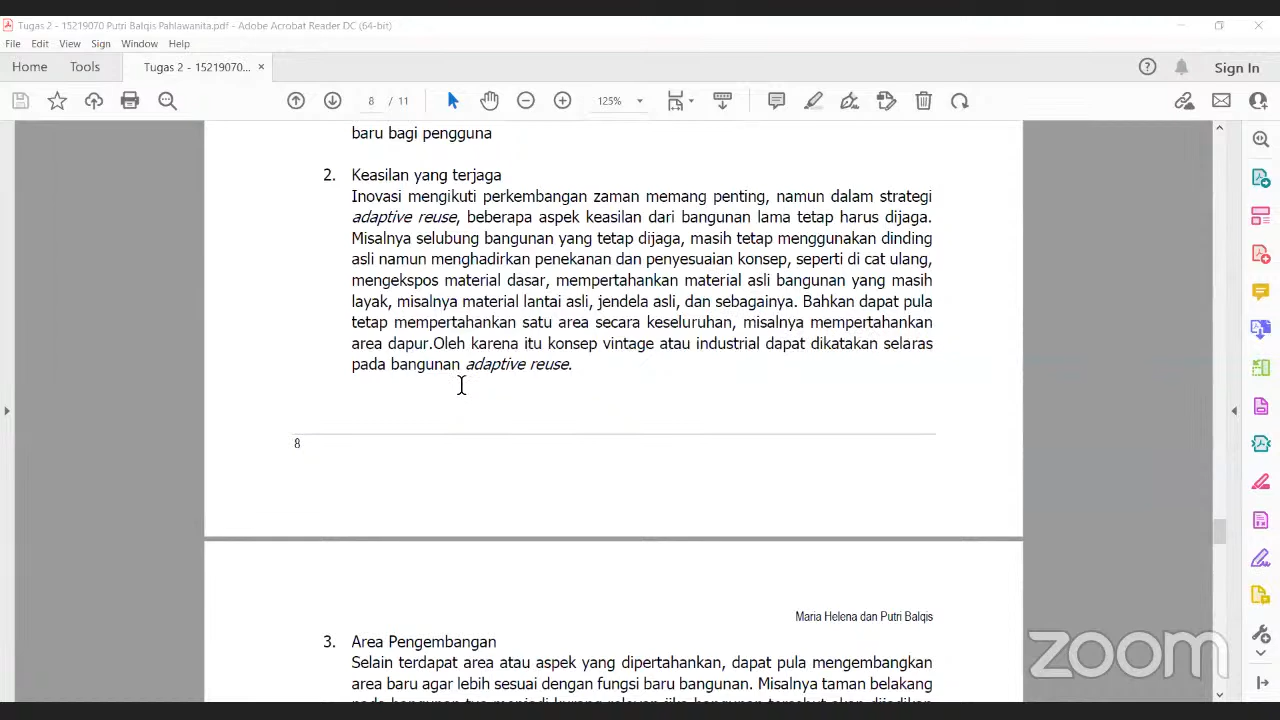 Tugas 2 - 15219070 Putri Balqis Pahlawanita.pdf - Adobe Acrobat Reader DC (64-bit)
File Edit View Sign Window Help
Home Tools Tugas 2 - 15219070... × Sign In
8 / 11 125%
baru bagi pengguna
2. Keasilan yang terjaga
Inovasi mengikuti perkembangan zaman memang penting, namun dalam strategi
adaptive reuse, beberapa aspek keasilan dari bangunan lama tetap harus dijaga.
Misalnya selubung bangunan yang tetap dijaga, masih tetap menggunakan dinding
asli namun menghadirkan penekanan dan penyesuaian konsep, seperti di cat ulang,
mengekspos material dasar, mempertahankan material asli bangunan yang masih
layak, misalnya material lantai asli, jendela asli, dan sebagainya. Bahkan dapat pula
tetap mempertahankan satu area secara keseluruhan, misalnya mempertahankan
area dapur.Oleh karena itu konsep vintage atau industrial dapat dikatakan selaras
pada bangunan adaptive reuse.
8
Maria Helena dan Putri Balqis
3. Area Pengembangan
Selain terdapat area atau aspek yang dipertahankan, dapat pula mengembangkan
area baru agar lebih sesuai dengan fungsi baru bangunan. Misalnya taman belakang
zoom